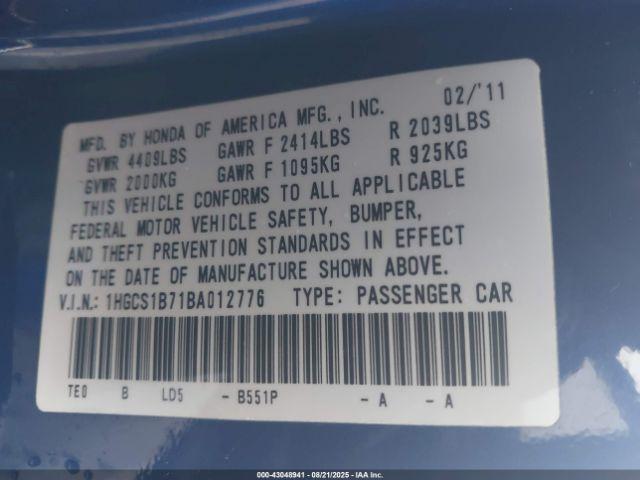 MFD. BY HONDA OF AMERICA MFG., INC. 02/'11
GVWR 4409LBS GAWR F 2414LBS R 2039LBS
GVWR 2000KG GAWR F 1095KG R 925KG
THIS VEHICLE CONFORMS TO ALL APPLICABLE
FEDERAL MOTOR VEHICLE SAFETY, BUMPER,
AND THEFT PREVENTION STANDARDS IN EFFECT
ON THE DATE OF MANUFACTURE SHOWN ABOVE.
V.I.N.: 1HGCS1B71BA012776 TYPE: PASSENGER CAR
TE0 B LD5 - B551P - A - A
000-43048941 - 08/21/2025 - IAA Inc.